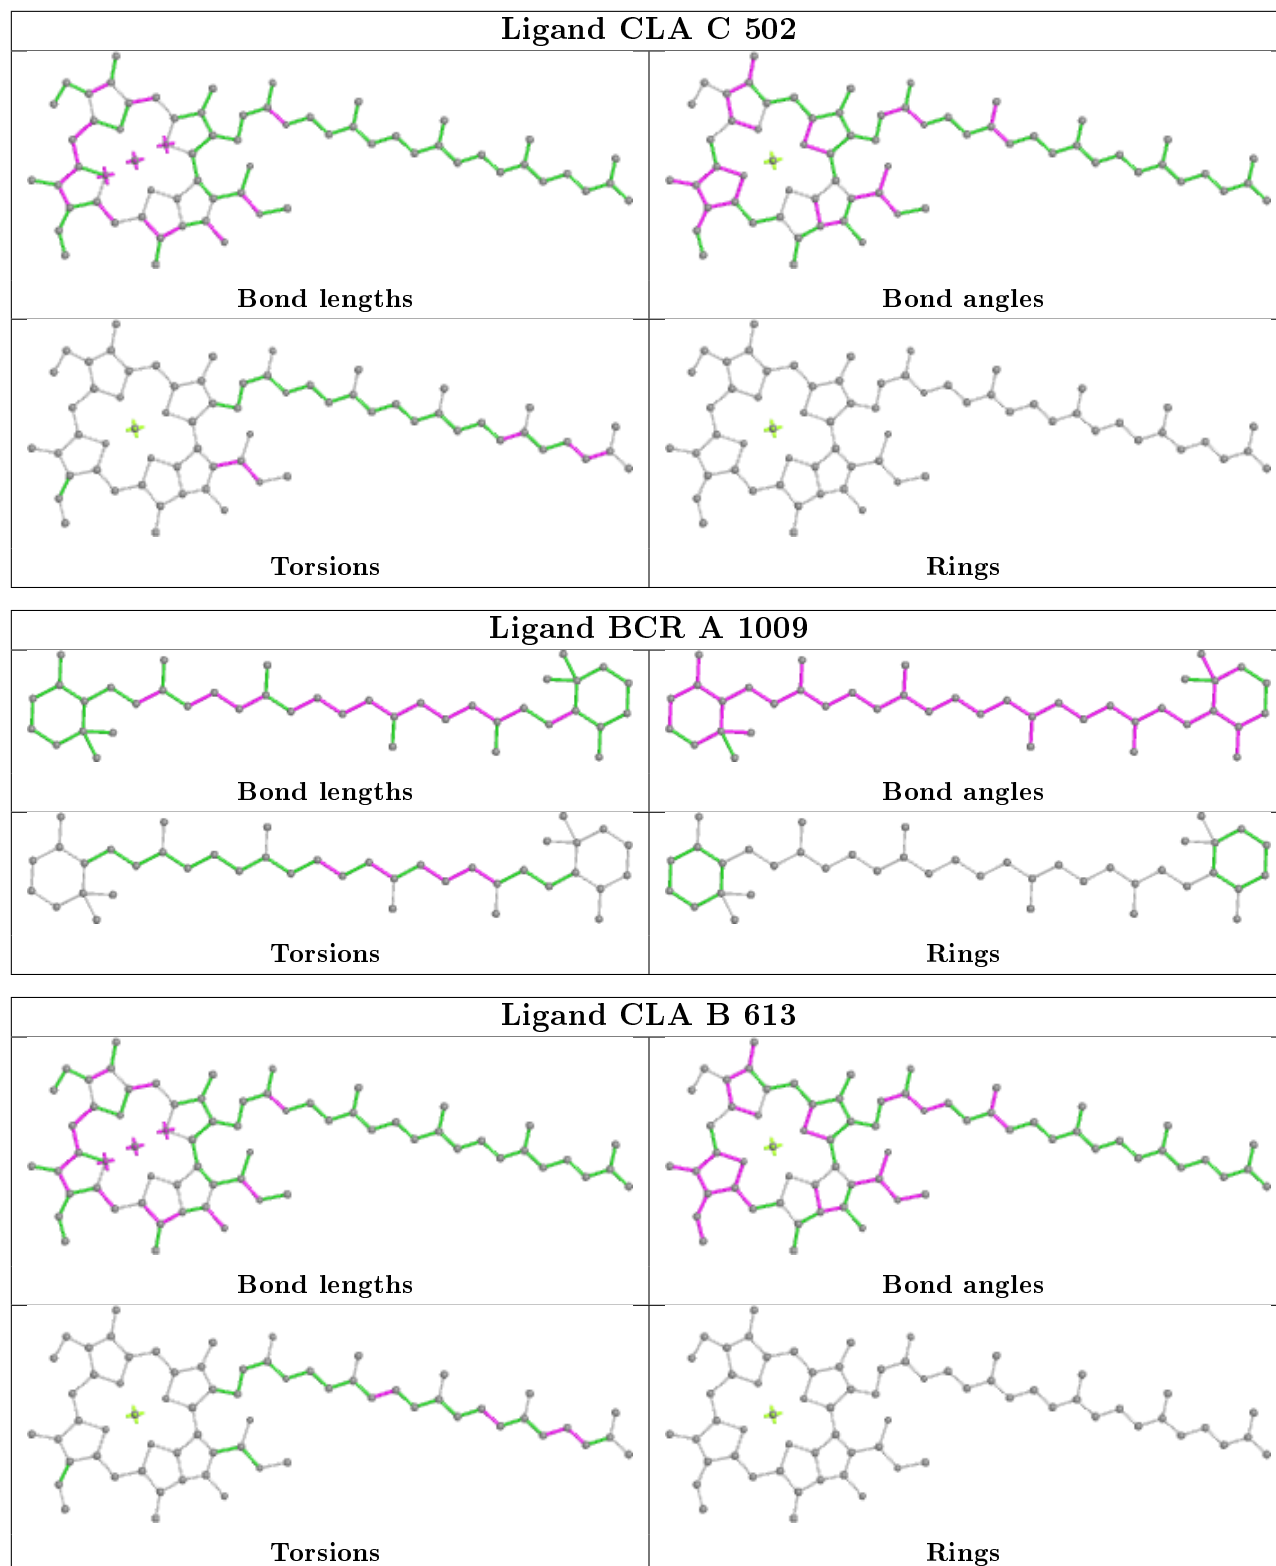 Ligand CLA C 502
Bond lengths
Bond angles
Torsions
Rings
Ligand BCR A 1009
Bond lengths
Bond angles
Torsions
Rings
Ligand CLA B 613
Bond lengths
Bond angles
Torsions
Rings